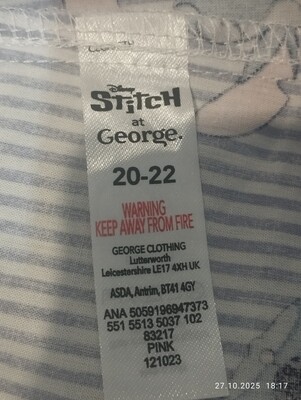 Disney
Stitch
at
George.
20-22
WARNING
KEEP AWAY FROM FIRE
GEORGE CLOTHING
Lutterworth
Leicestershire LE17 4XH UK
ASDA, Antrim, BT41 4GY
ANA 5059196947373
551 5513 5037 102
83217
PINK
121023
27.10.2025 18:17